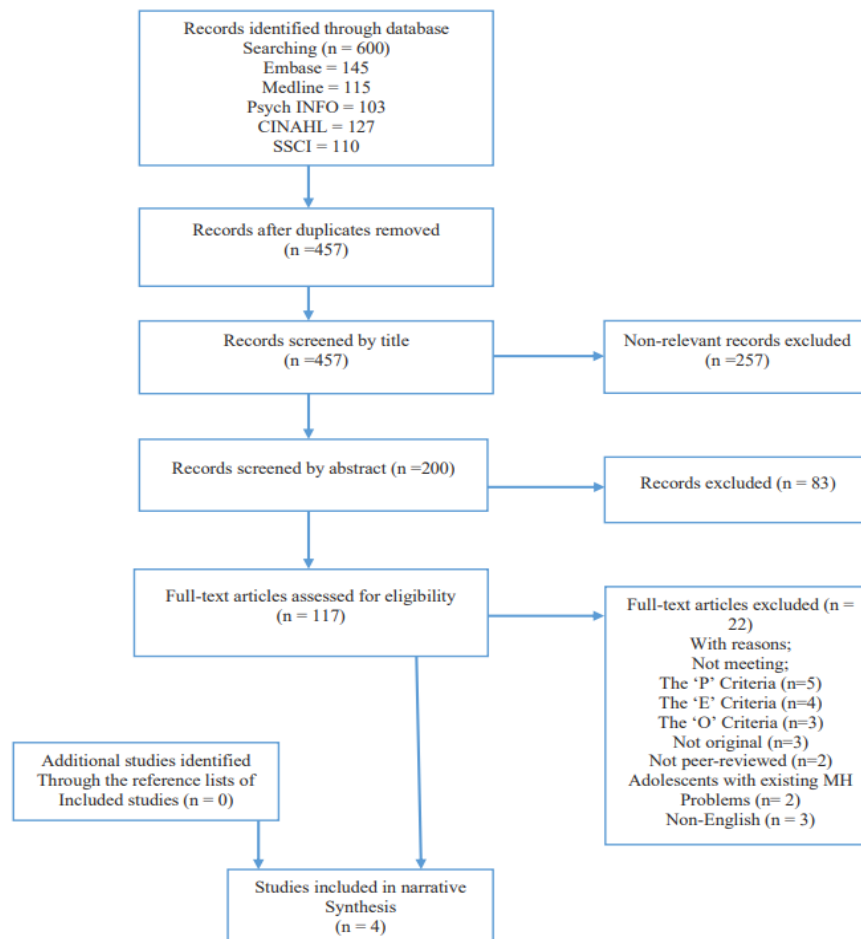 Records identified through database
Searching (n = 600)
Embase = 145
Medline = 115
Psych INFO = 103
CINAHL = 127
SSCI = 110
Records after duplicates removed
(n =457)
Records screened by title
(n =457)
Non-relevant records excluded
(n =257)
Records screened by abstract (n =200)
Records excluded (n = 83)
Full-text articles assessed for eligibility
(n = 117)
Full-text articles excluded (n =
22)
With reasons;
Not meeting;
The ‘P’ Criteria (n=5)
The ‘E’ Criteria (n=4)
The ‘O’ Criteria (n=3)
Not original (n=3)
Not peer-reviewed (n=2)
Adolescents with existing MH
Problems (n= 2)
Non-English (n = 3)
Additional studies identified
Through the reference lists of
Included studies (n = 0)
Studies included in narrative
Synthesis
(n = 4)